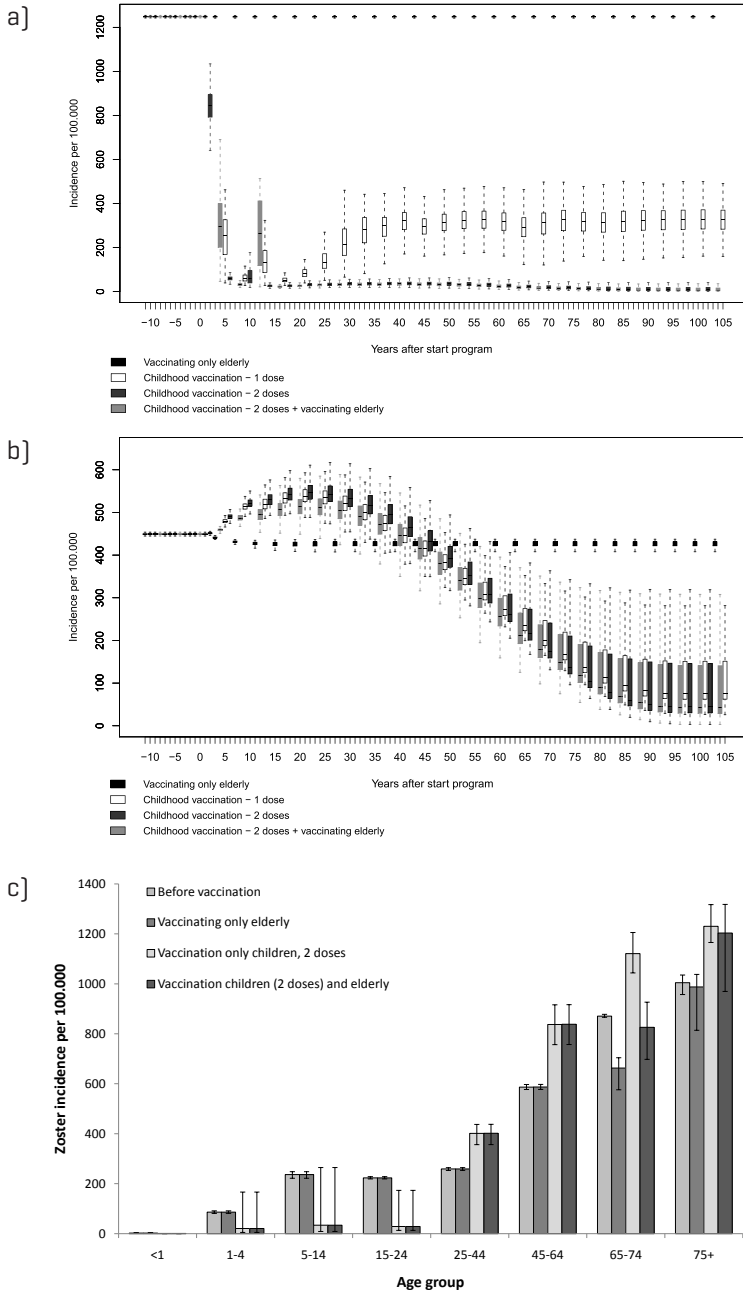 a)
Incidence per 100.000
1200
1000
800
600
400
200
0
−10 −5 0 5 10 15 20 25 30 35 40 45 50 55 60 65 70 75 80 85 90 95 105
Years after start program
Vaccinating only elderly
Childhood vaccination − 1 dose
Childhood vaccination − 2 doses
Childhood vaccination − 2 doses + vaccinating elderly
b)
Incidence per 100.000
600
500
400
300
200
100
0
−10 −5 0 5 10 15 20 25 30 35 40 45 50 55 60 65 70 75 80 85 90 95 105
Years after start program
Vaccinating only elderly
Childhood vaccination − 1 dose
Childhood vaccination − 2 doses
Childhood vaccination − 2 doses + vaccinating elderly
c)
Zoster incidence per 100.000
1400
1200
1000
800
600
400
200
0
Before vaccination
Vaccinating only elderly
Vaccination only children, 2 doses
Vaccination children (2 doses) and elderly
<1 1-4 5-14 15-24 25-44 45-64 65-74 75+
Age group